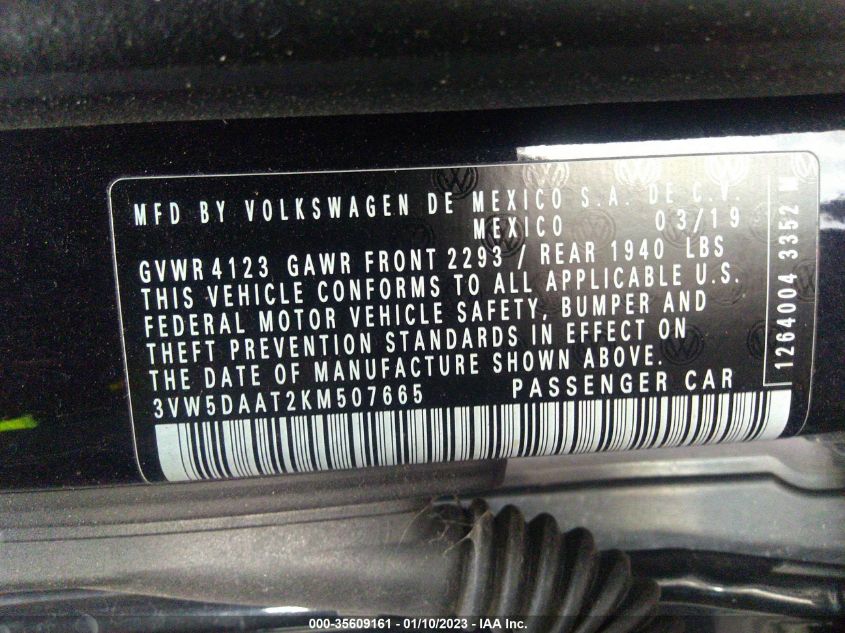 MFD BY VOLKSWAGEN DE MEXICO S.A. DE C.V.
MEXICO 03/19
GVWR 4123 GAWR FRONT 2293 / REAR 1940 LBS
THIS VEHICLE CONFORMS TO ALL APPLICABLE U.S.
FEDERAL MOTOR VEHICLE SAFETY, BUMPER AND
THEFT PREVENTION STANDARDS IN EFFECT ON
THE DATE OF MANUFACTURE SHOWN ABOVE.
3VW5DAAT2KM507665 PASSENGER CAR
1264004 3352 M
000-35609161 - 01/10/2023 - IAA Inc.